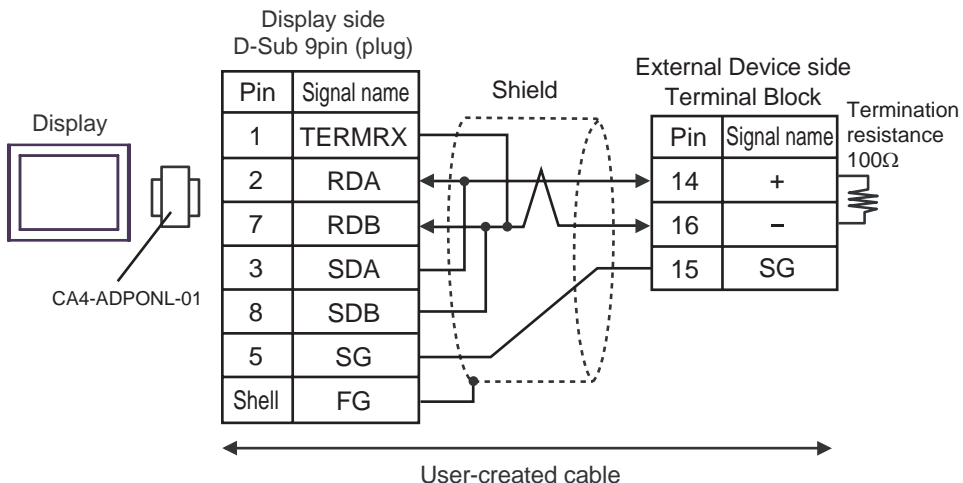 Display side
D-Sub 9pin (plug)
Pin Signal name
1 TERMRX
2 RDA
7 RDB
3 SDA
8 SDB
5 SG
Shell FG
Display
CA4-ADPONL-01
Shield
External Device side
Terminal Block
Pin Signal name
14 +
16 −
15 SG
Termination
resistance
100Ω
User-created cable